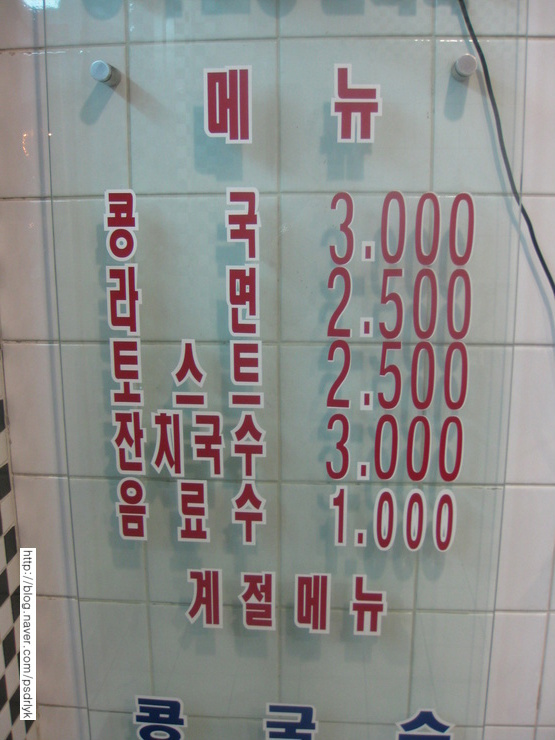 메뉴
콩국 3.000
라면 2.500
토스트 2.500
잔치국수 3.000
음료수 1.000
계절메뉴
콩국수
http://blog.naver.com/psdrlyk